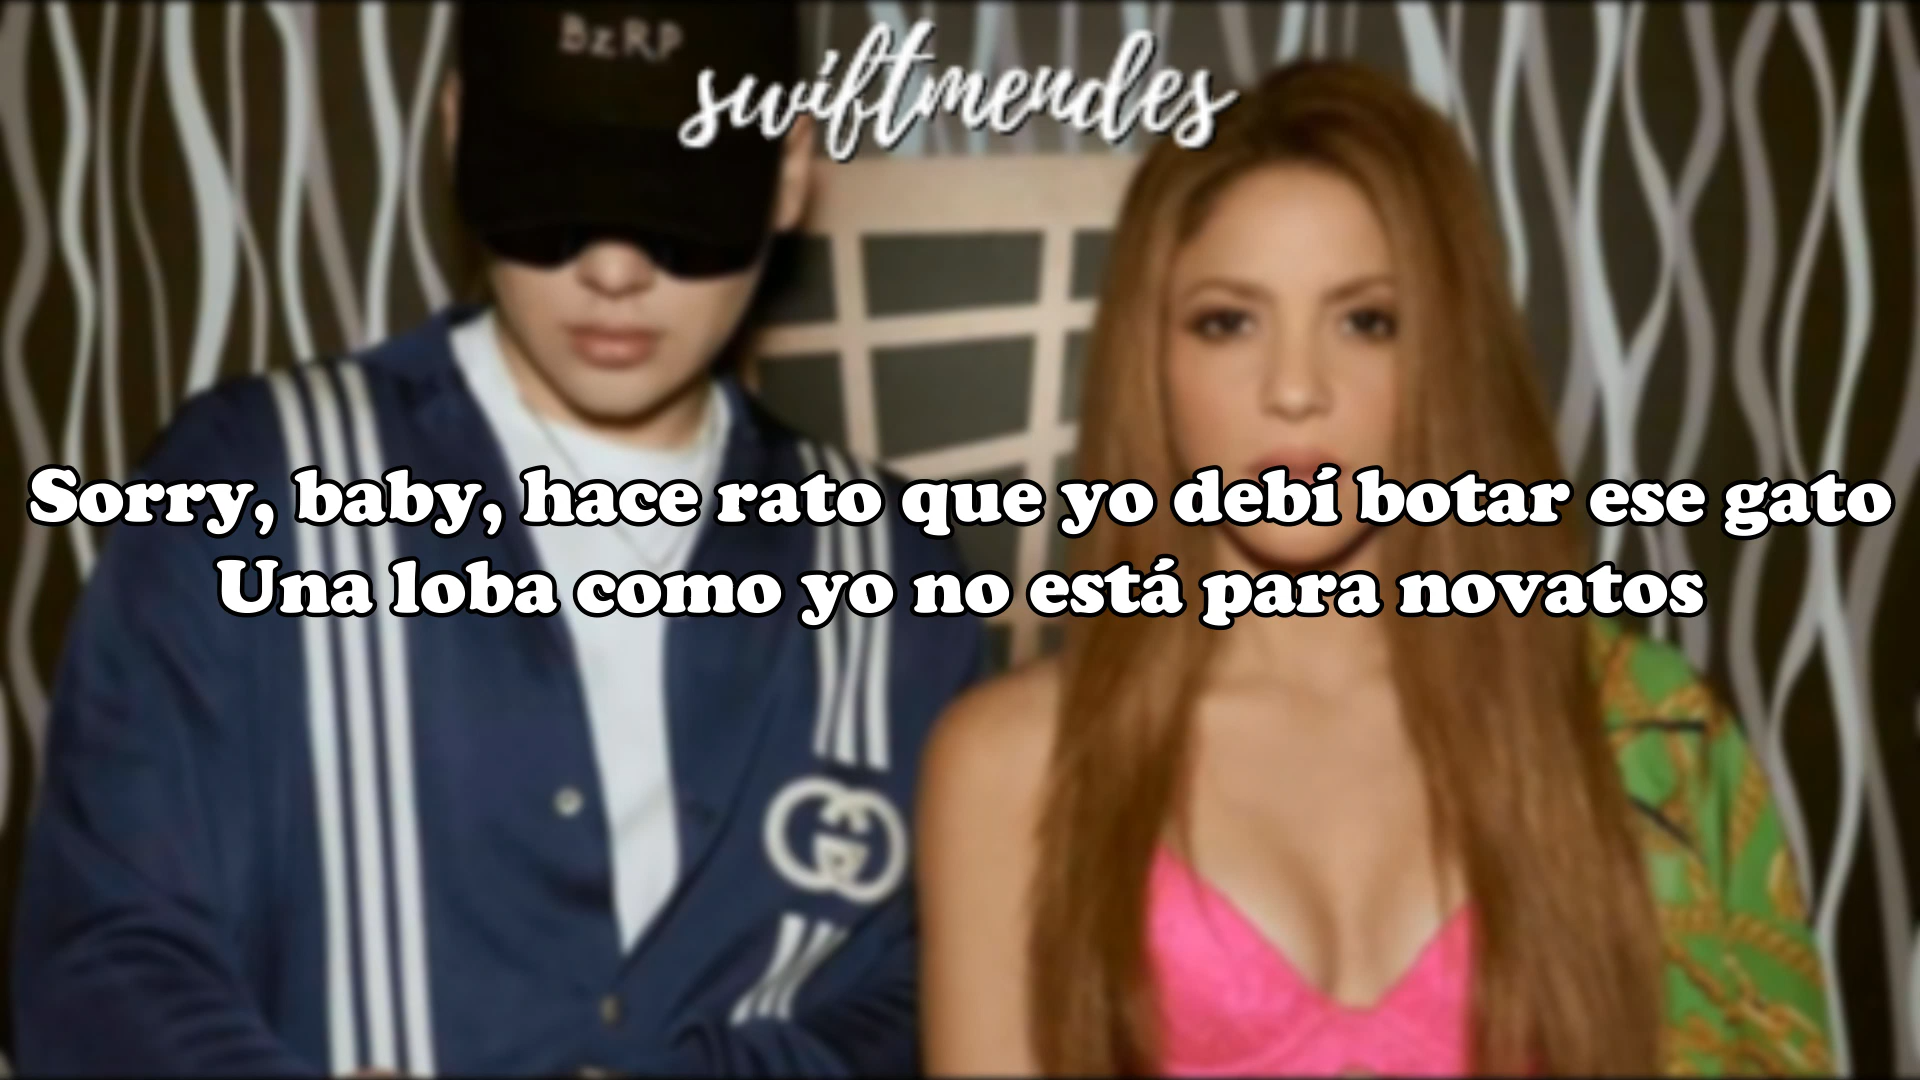 BzRP
swiftmendes
Sorry, baby, hace rato que yo debí botar ese gato
Una loba como yo no está para novatos